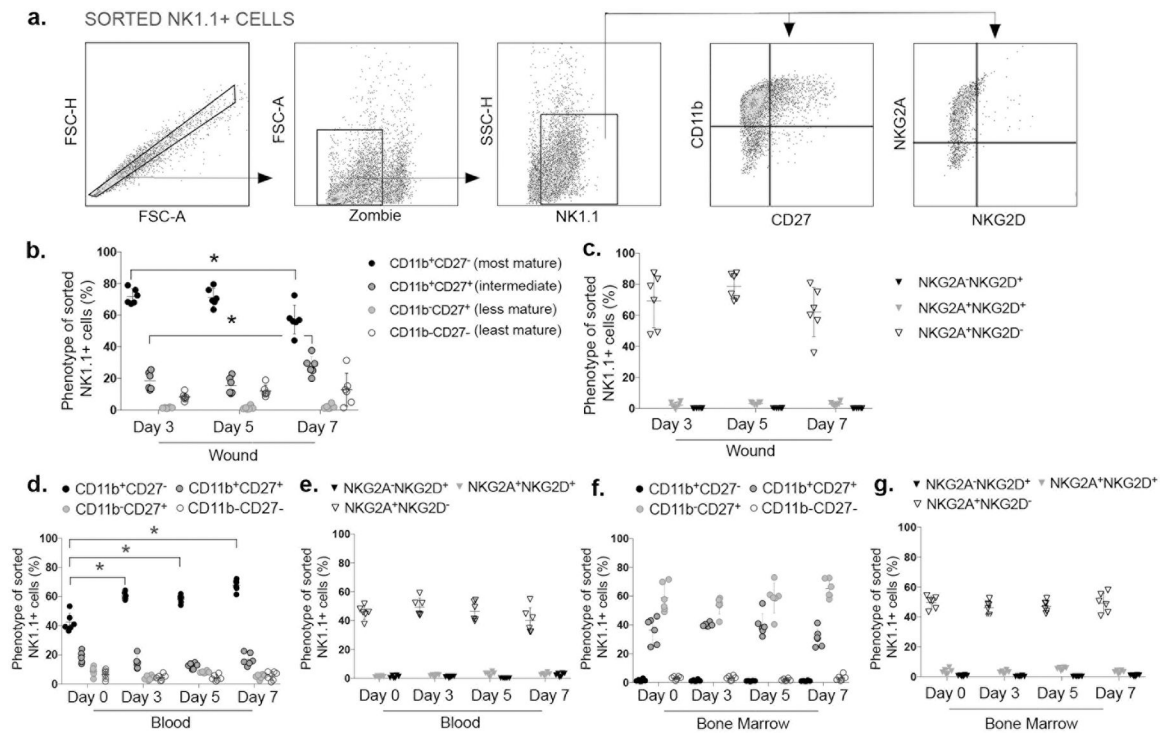 a. SORTED NK1.1+ CELLS
FSC-H
FSC-A
FSC-A
Zombie
SSC-H
NK1.1
CD11b
CD27
NKG2A
NKG2D
b.
Phenotype of sorted
NK1.1+ cells (%)
100
80
60
40
20
0
*
*
CD11b⁺CD27⁻ (most mature)
CD11b⁺CD27⁺ (intermediate)
CD11b⁻CD27⁺ (less mature)
CD11b-CD27- (least mature)
Day 3 Day 5 Day 7
Wound
c.
Phenotype of sorted
NK1.1+ cells (%)
100
80
60
40
20
0
NKG2A⁻NKG2D⁺
NKG2A⁺NKG2D⁺
NKG2A⁺NKG2D⁻
Day 3 Day 5 Day 7
Wound
d.
CD11b⁺CD27⁻ CD11b⁺CD27⁺
CD11b⁻CD27⁺ CD11b-CD27-
Phenotype of sorted
NK1.1+ cells (%)
100
80
60
40
20
0
*
*
*
Day 0 Day 3 Day 5 Day 7
Blood
e.
NKG2A⁻NKG2D⁺ NKG2A⁺NKG2D⁺
NKG2A⁺NKG2D⁻
Phenotype of sorted
NK1.1+ cells (%)
100
80
60
40
20
0
Day 0 Day 3 Day 5 Day 7
Blood
f.
CD11b⁺CD27⁻ CD11b⁺CD27⁺
CD11b⁻CD27⁺ CD11b-CD27-
Phenotype of sorted
NK1.1+ cells (%)
100
80
60
40
20
0
Day 0 Day 3 Day 5 Day 7
Bone Marrow
g.
NKG2A⁻NKG2D⁺ NKG2A⁺NKG2D⁺
NKG2A⁺NKG2D⁻
Phenotype of sorted
NK1.1+ cells (%)
100
80
60
40
20
0
Day 0 Day 3 Day 5 Day 7
Bone Marrow